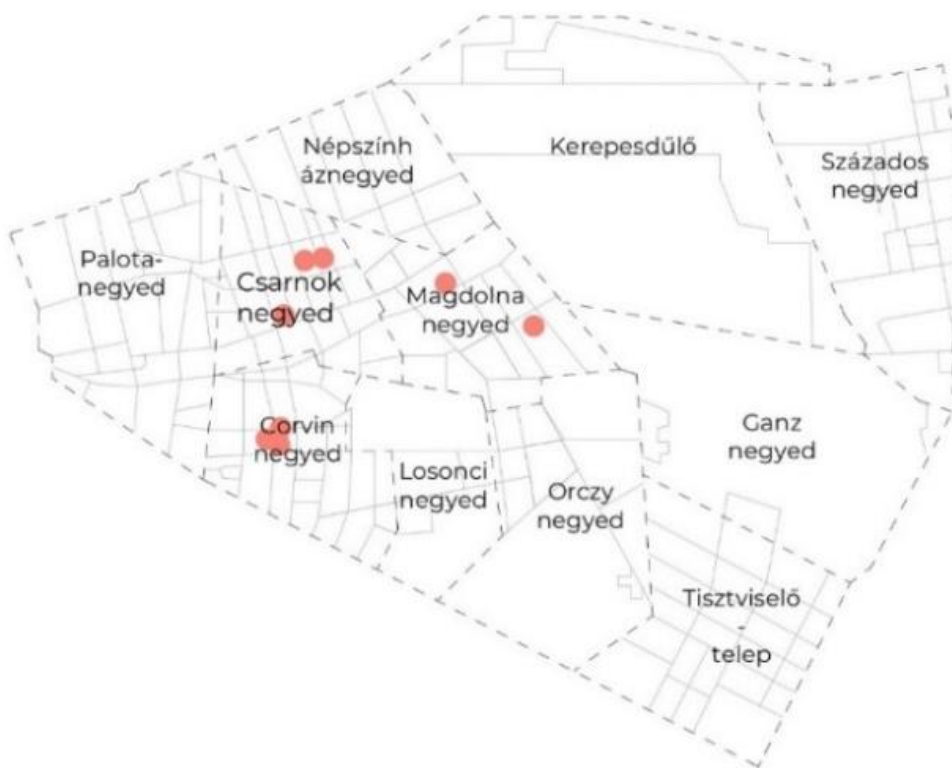 Népszính
áznegyed
Kerepesdűlő
Századós
negyed
Palota-
negyed
Csarnok
negyed
Magdolna
negyed
Corvin
negyed
Losonci
negyed
Orczy
negyed
Ganz
negyed
Tisztviselő
-
telep